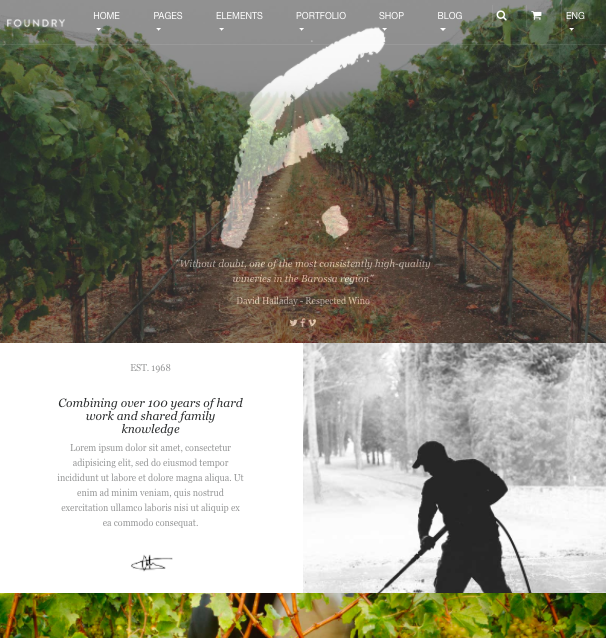 FOUNDRY
HOME
PAGES
ELEMENTS
PORTFOLIO
SHOP
BLOG
ENG
"Without doubt, one of the most consistently high-quality
wineries in the Barossa region"
David Halladay - Respected Wino
EST. 1968
Combining over 100 years of hard
work and shared family
knowledge
Lorem ipsum dolor sit amet, consectetur
adipisicing elit, sed do eiusmod tempor
incididunt ut labore et dolore magna aliqua. Ut
enim ad minim veniam, quis nostrud
exercitation ullamco laboris nisi ut aliquip ex
ea commodo consequat.